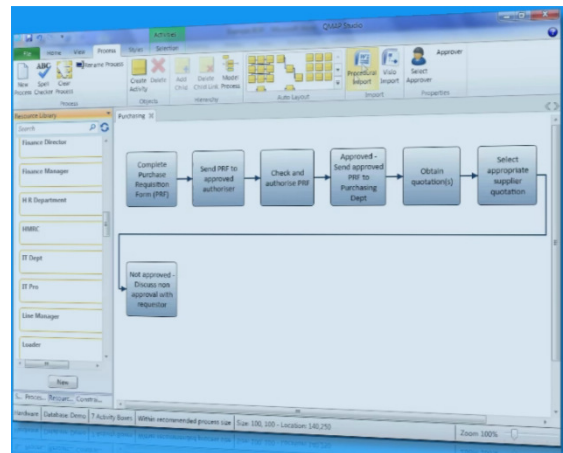 QMAP Studio
Activities
File Home View Process Styles Selection
New Process
ABC Spell Checker
Clear Process
Rename Process
Process
Create Activity
Delete
Objects
Add Child
Delete Child Link
Model Process
Hierarchy
Auto Layout
Procedural Import
Visio Import
Import
Select Approver
Approver
Properties
Resource Library
Search
Finance Director
Finance Manager
H R Department
HMRC
IT Dept
IT Pro
Line Manager
Loader
New
Purchasing
Complete
Purchase
Requisition
Form (PRF)
Send PRF to
approved
authoriser
Check and
authorise PRF
Approved -
Send approved
PRF to
Purchasing
Dept
Obtain
quotation(s)
Select
appropriate
supplier
quotation
Not approved -
Discuss non
approval with
requestor
Hardware Database: Demo 7 Activity Boxes Within recommended process size Size: 100, 100 - Location: 140,250
Zoom 100%